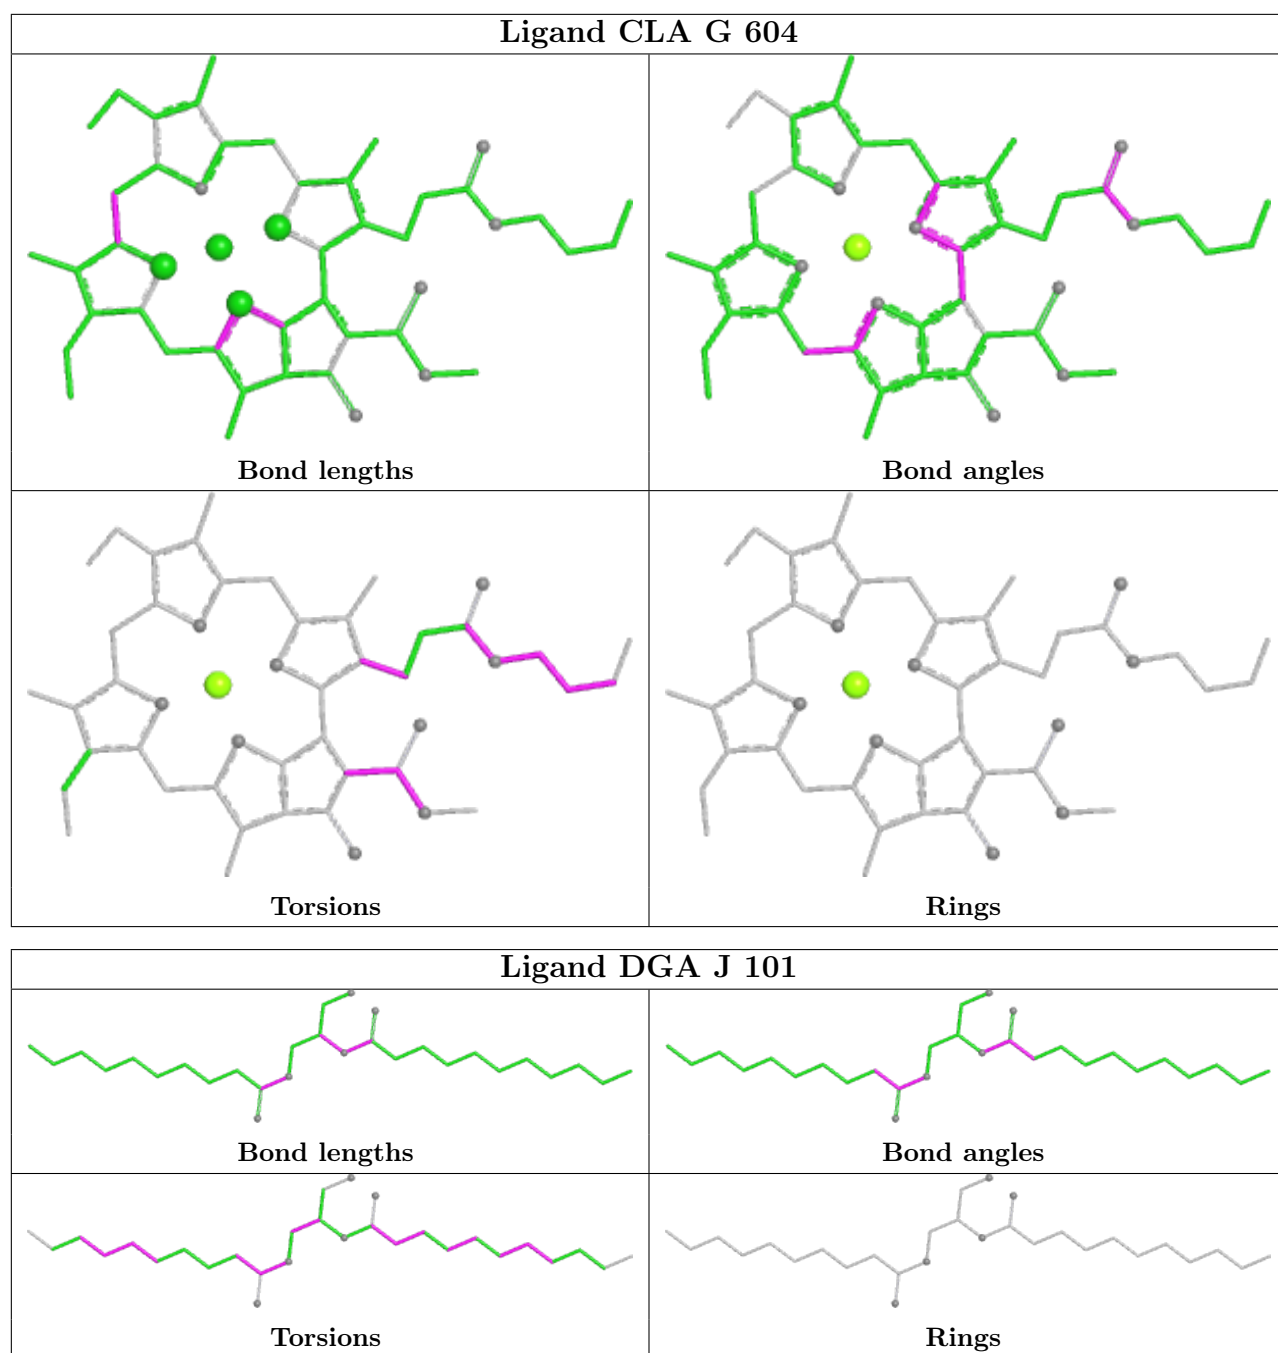 Ligand CLA G 604
Bond lengths
Bond angles
Torsions
Rings
Ligand DGA J 101
Bond lengths
Bond angles
Torsions
Rings